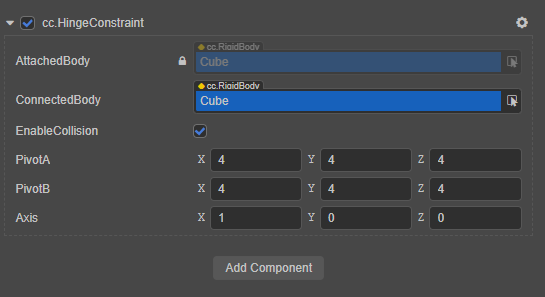 cc.HingeConstraint
cc.RigidBody
AttachedBody Cube
cc.RigidBody
ConnectedBody Cube
EnableCollision
PivotA X 4 Y 4 Z 4
PivotB X 4 Y 4 Z 4
Axis X 1 Y 0 Z 0
Add Component